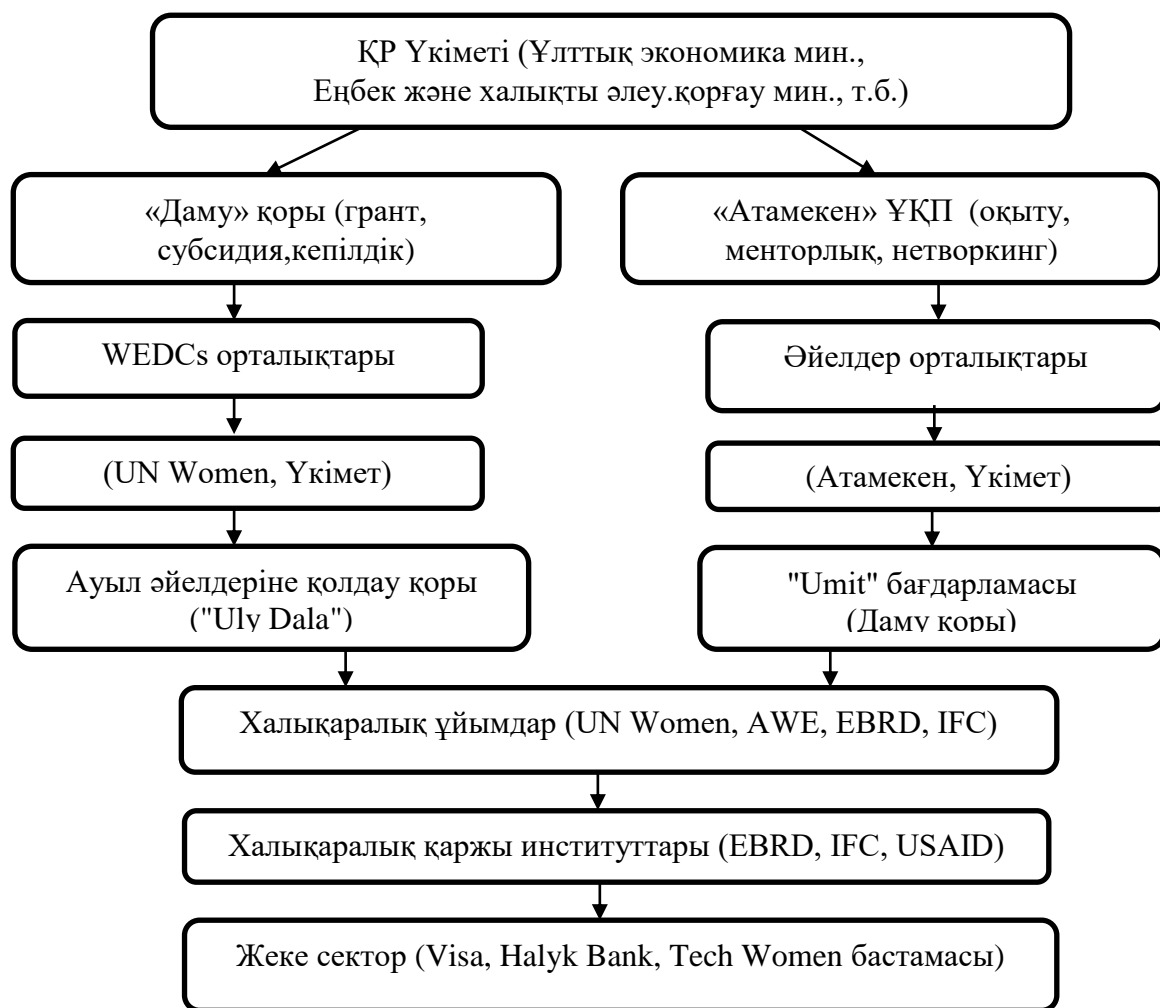 ҚР Үкіметі (Ұлттық экономика мин.,
Еңбек және халықты әлеу.қорғау мин., т.б.)
«Даму» қоры (грант,
субсидия,кепілдік)
«Атамекен» ҰҚП (оқыту,
менторлық, нетворкинг)
WEDCs орталықтары
Әйелдер орталықтары
(UN Women, Үкімет)
(Атамекен, Үкімет)
Ауыл әйелдеріне қолдау қоры
("Uly Dala")
"Umit" бағдарламасы
(Даму қоры)
Халықаралық ұйымдар (UN Women, AWE, EBRD, IFC)
Халықаралық қаржы институттары (EBRD, IFC, USAID)
Жеке сектор (Visa, Halyk Bank, Tech Women бастамасы)